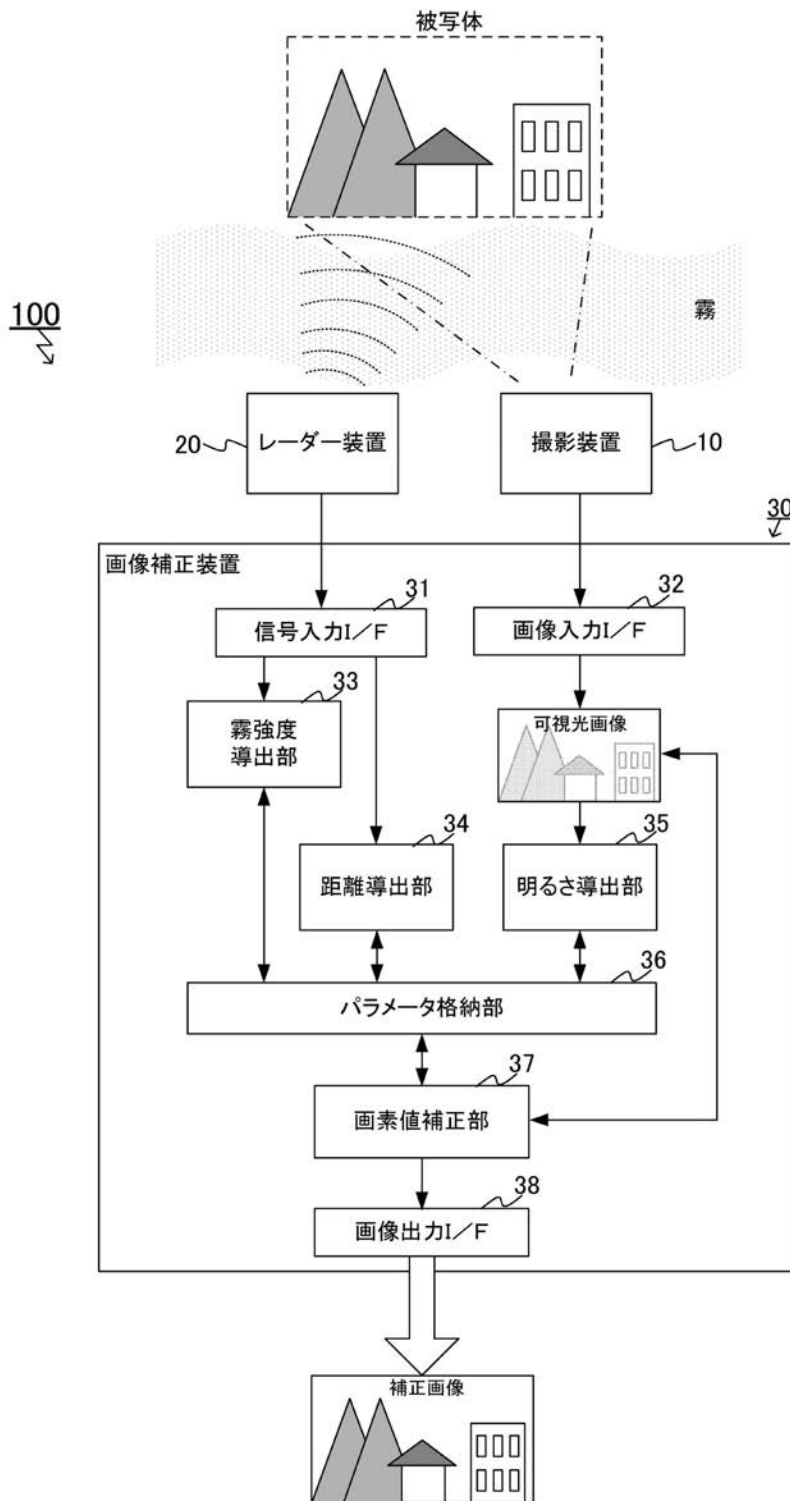 被写体
霧
100
20
レーダー装置
撮影装置
10
30
画像補正装置
31
信号入力I/F
32
画像入力I/F
33
霧強度
導出部
可視光画像
34
距離導出部
35
明るさ導出部
36
パラメータ格納部
37
画素値補正部
38
画像出力I/F
補正画像